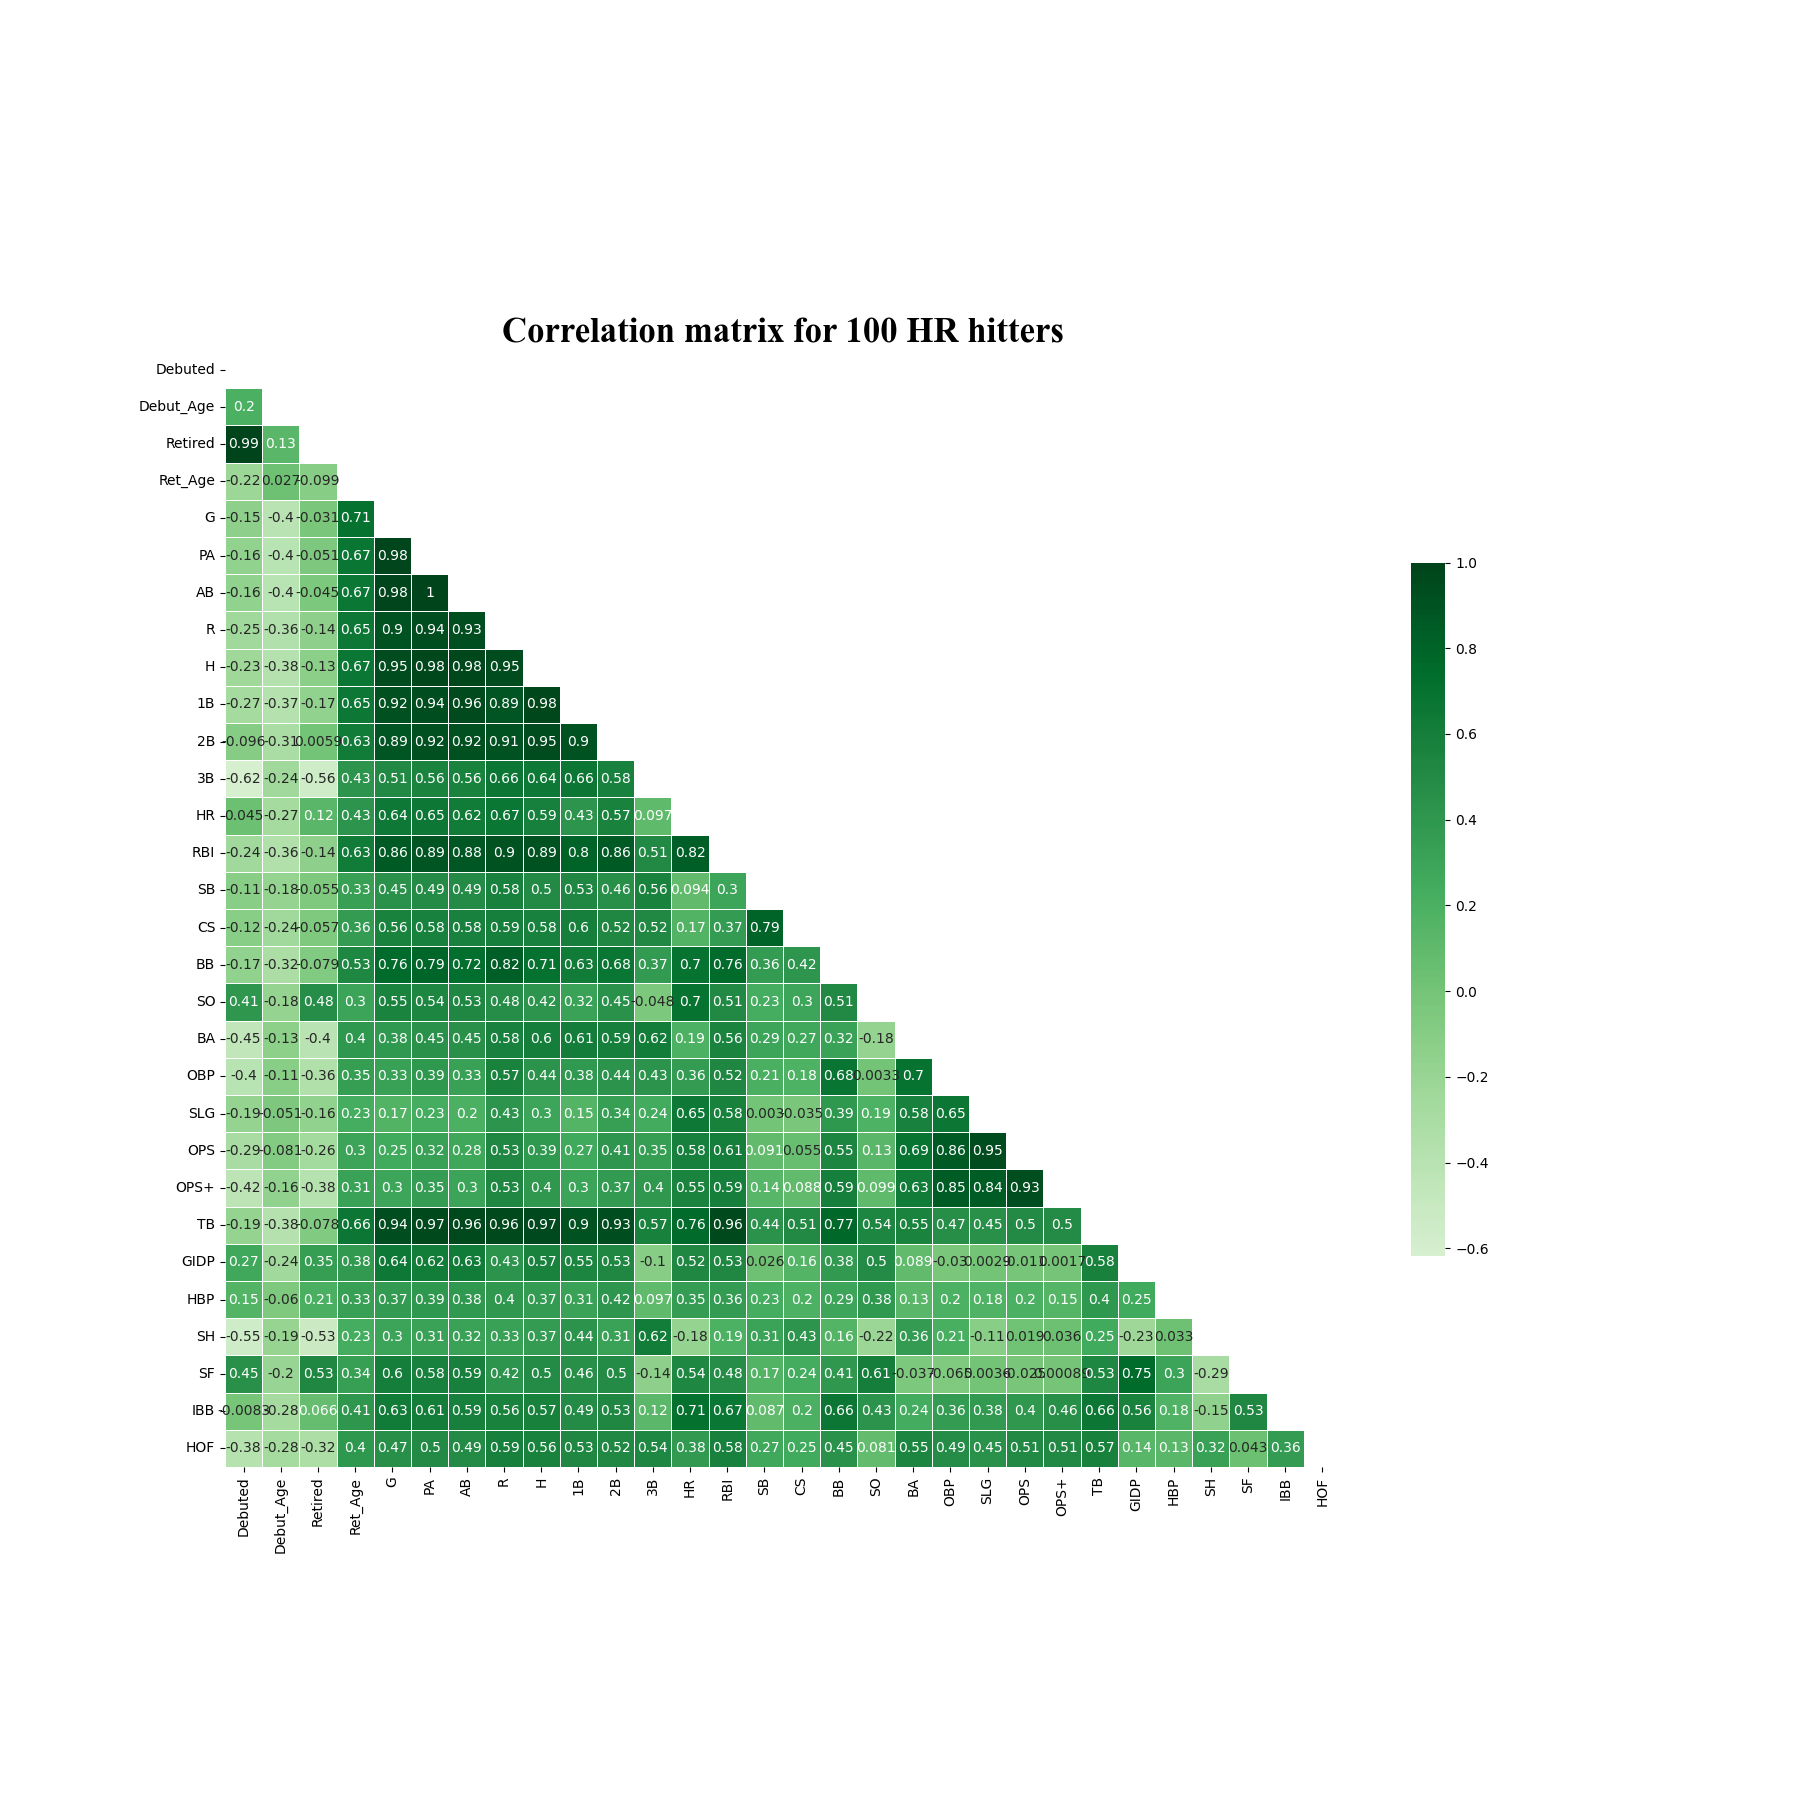 Correlation matrix for 100 HR hitters
Debuted
Debut_Age 0.2
Retired 0.99 0.13
Ret_Age -0.22 0.027 -0.099
G -0.15 -0.4 -0.031 0.71
PA -0.16 -0.4 -0.051 0.67 0.98
AB -0.16 -0.4 -0.045 0.67 0.98 1
R -0.25 -0.36 -0.14 0.65 0.9 0.94 0.93
H -0.23 -0.38 -0.13 0.67 0.95 0.98 0.98 0.95
1B -0.27 -0.37 -0.17 0.65 0.92 0.94 0.96 0.89 0.98
2B -0.096 -0.31 0.0059 0.63 0.89 0.92 0.92 0.91 0.95 0.9
3B -0.62 -0.24 -0.56 0.43 0.51 0.56 0.56 0.66 0.64 0.66 0.58
HR 0.045 -0.27 0.12 0.43 0.64 0.65 0.62 0.67 0.59 0.43 0.57 0.097
RBI -0.24 -0.36 -0.14 0.63 0.86 0.89 0.88 0.9 0.89 0.8 0.86 0.51 0.82
SB -0.11 -0.18 -0.055 0.33 0.45 0.49 0.49 0.58 0.5 0.53 0.46 0.56 0.094 0.3
CS -0.12 -0.24 -0.057 0.36 0.56 0.58 0.58 0.59 0.58 0.6 0.52 0.52 0.17 0.37 0.79
BB -0.17 -0.32 -0.079 0.53 0.76 0.79 0.72 0.82 0.71 0.63 0.68 0.37 0.7 0.76 0.36 0.42
SO 0.41 -0.18 0.48 0.3 0.55 0.54 0.53 0.48 0.42 0.32 0.45 -0.048 0.7 0.51 0.23 0.3 0.51
BA -0.45 -0.13 -0.4 0.4 0.38 0.45 0.45 0.58 0.6 0.61 0.59 0.62 0.19 0.56 0.29 0.27 0.32 -0.18
OBP -0.4 -0.11 -0.36 0.35 0.33 0.39 0.33 0.57 0.44 0.38 0.44 0.43 0.36 0.52 0.21 0.18 0.68 0.0033 0.7
SLG -0.19 -0.051 -0.16 0.23 0.17 0.23 0.2 0.43 0.3 0.15 0.34 0.24 0.65 0.58 0.003 -0.035 0.39 0.19 0.58 0.65
OPS -0.29 -0.081 -0.26 0.3 0.25 0.32 0.28 0.53 0.39 0.27 0.41 0.35 0.58 0.61 0.091 0.055 0.55 0.13 0.69 0.86 0.95
OPS+ -0.42 -0.16 -0.38 0.31 0.3 0.35 0.3 0.53 0.4 0.3 0.37 0.4 0.55 0.59 0.14 0.088 0.59 0.099 0.63 0.85 0.84 0.93
TB -0.19 -0.38 -0.078 0.66 0.94 0.97 0.96 0.96 0.97 0.9 0.93 0.57 0.76 0.96 0.44 0.51 0.77 0.54 0.55 0.47 0.45 0.5 0.5
GIDP 0.27 -0.24 0.35 0.38 0.64 0.62 0.63 0.43 0.57 0.55 0.53 -0.1 0.52 0.53 0.026 0.16 0.38 0.5 0.089 -0.03 0.0029 -0.011 0.0017 0.58
HBP 0.15 -0.06 0.21 0.33 0.37 0.39 0.38 0.4 0.37 0.31 0.42 0.097 0.35 0.36 0.23 0.2 0.29 0.38 0.13 0.2 0.18 0.2 0.15 0.4 0.25
SH -0.55 -0.19 -0.53 0.23 0.3 0.31 0.32 0.33 0.37 0.44 0.31 0.62 -0.18 0.19 0.31 0.43 0.16 -0.22 0.36 0.21 -0.11 0.019 0.036 0.25 -0.23 0.033
SF 0.45 -0.2 0.53 0.34 0.6 0.58 0.59 0.42 0.5 0.46 0.5 -0.14 0.54 0.48 0.17 0.24 0.41 0.61 -0.037 -0.065 0.0036 -0.025 0.53 0.75 0.3 -0.29
IBB -0.0083 -0.28 0.066 0.41 0.63 0.61 0.59 0.56 0.57 0.49 0.53 0.12 0.71 0.67 0.087 0.2 0.66 0.43 0.24 0.36 0.38 0.4 0.46 0.66 0.56 0.18 -0.15 0.53
HOF -0.38 -0.28 -0.32 0.4 0.47 0.5 0.49 0.59 0.56 0.53 0.52 0.54 0.38 0.58 0.27 0.25 0.45 0.081 0.55 0.49 0.45 0.51 0.51 0.57 0.14 0.13 0.32 0.043 0.36
Debuted Debut_Age Retired Ret_Age G PA AB R H 1B 2B 3B HR RBI SB CS BB SO BA OBP SLG OPS OPS+ TB GIDP HBP SH SF IBB HOF
1.0
0.8
0.6
0.4
0.2
0.0
−0.2
−0.4
−0.6